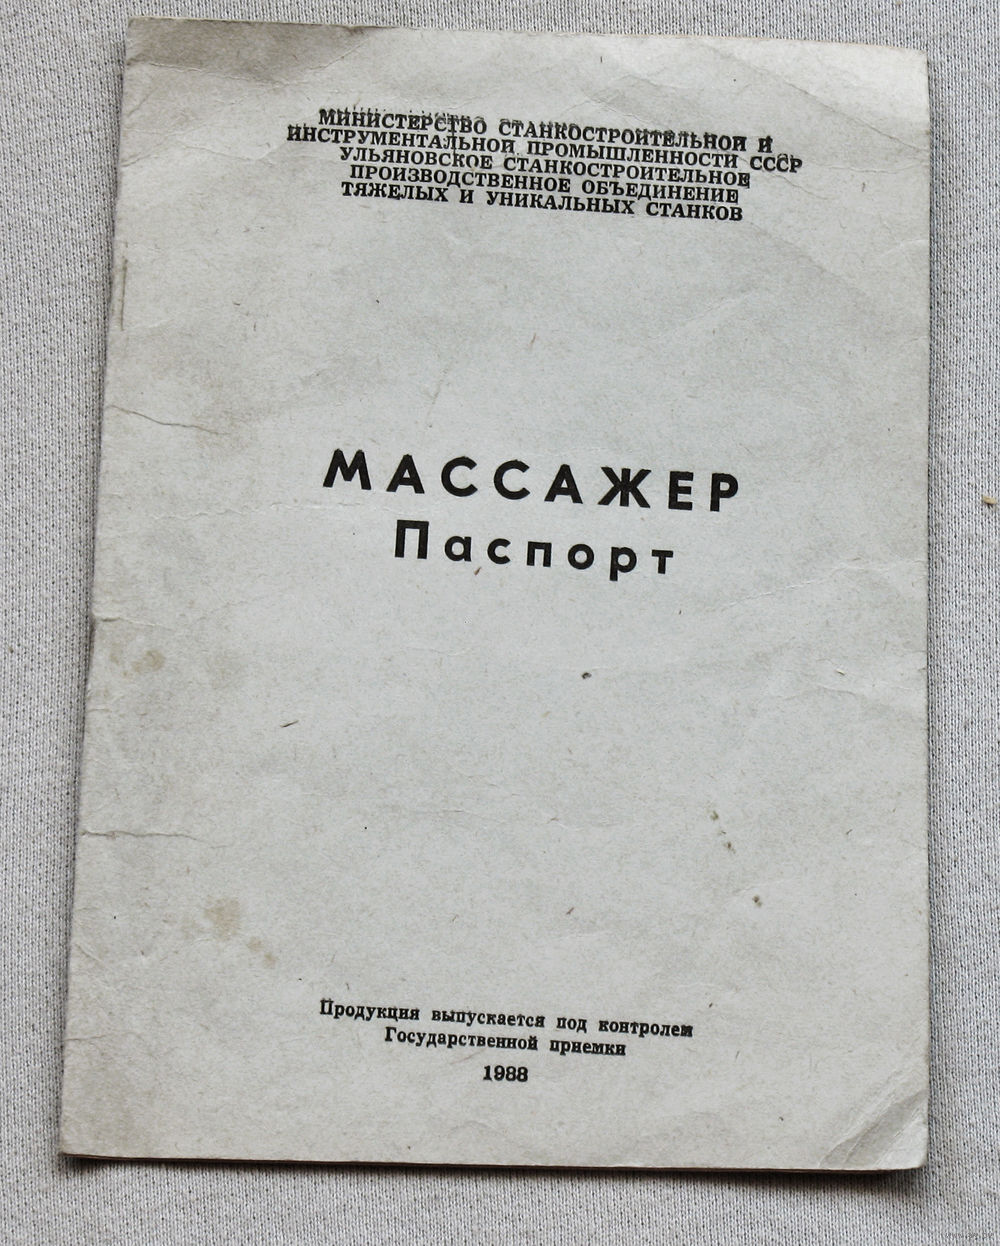 МИНИСТЕРСТВО СТАНКОСТРОИТЕЛЬНОЙ И
ИНСТРУМЕНТАЛЬНОЙ ПРОМЫШЛЕННОСТИ СССР
УЛЬЯНОВСКОЕ СТАНКОСТРОИТЕЛЬНОЕ
ПРОИЗВОДСТВЕННОЕ ОБЪЕДИНЕНИЕ
ТЯЖЕЛЫХ И УНИКАЛЬНЫХ СТАНКОВ
МАССАЖЕР
Паспорт
Продукция выпускается под контролем
Государственной приемки
1988